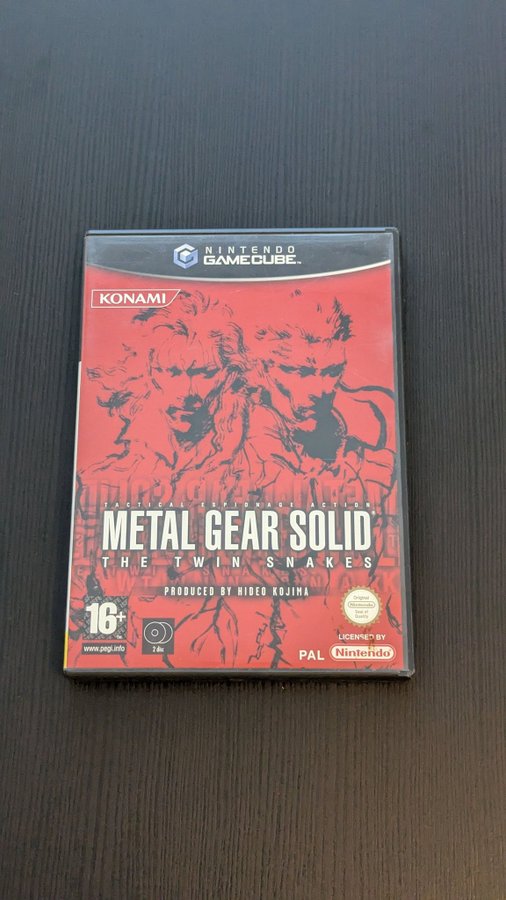 NINTENDO
GAMECUBE™
KONAMI
TACTICAL ESPIONAGE ACTION
METAL GEAR SOLID
THE TWIN SNAKES
PRODUCED BY HIDEO KOJIMA
16+
www.pegi.info
2 disc
Original
Nintendo
Seal of
Quality
LICENSED BY
PAL
Nintendo